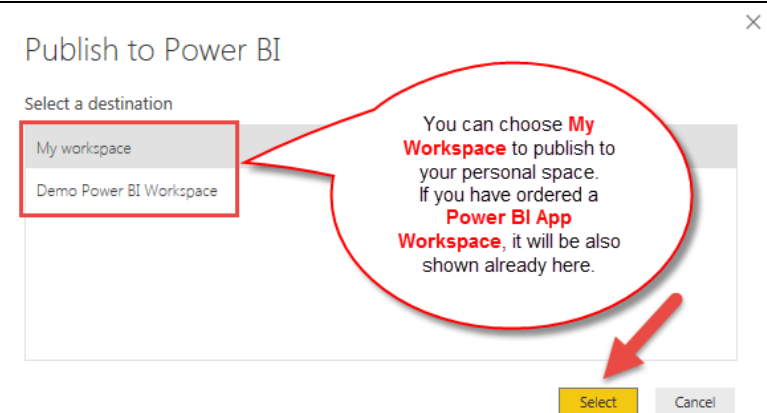 Publish to Power BI
Select a destination
My workspace
Demo Power BI Workspace
You can choose My
Workspace to publish to
your personal space.
If you have ordered a
Power BI App
Workspace, it will be also
shown already here.
Select
Cancel